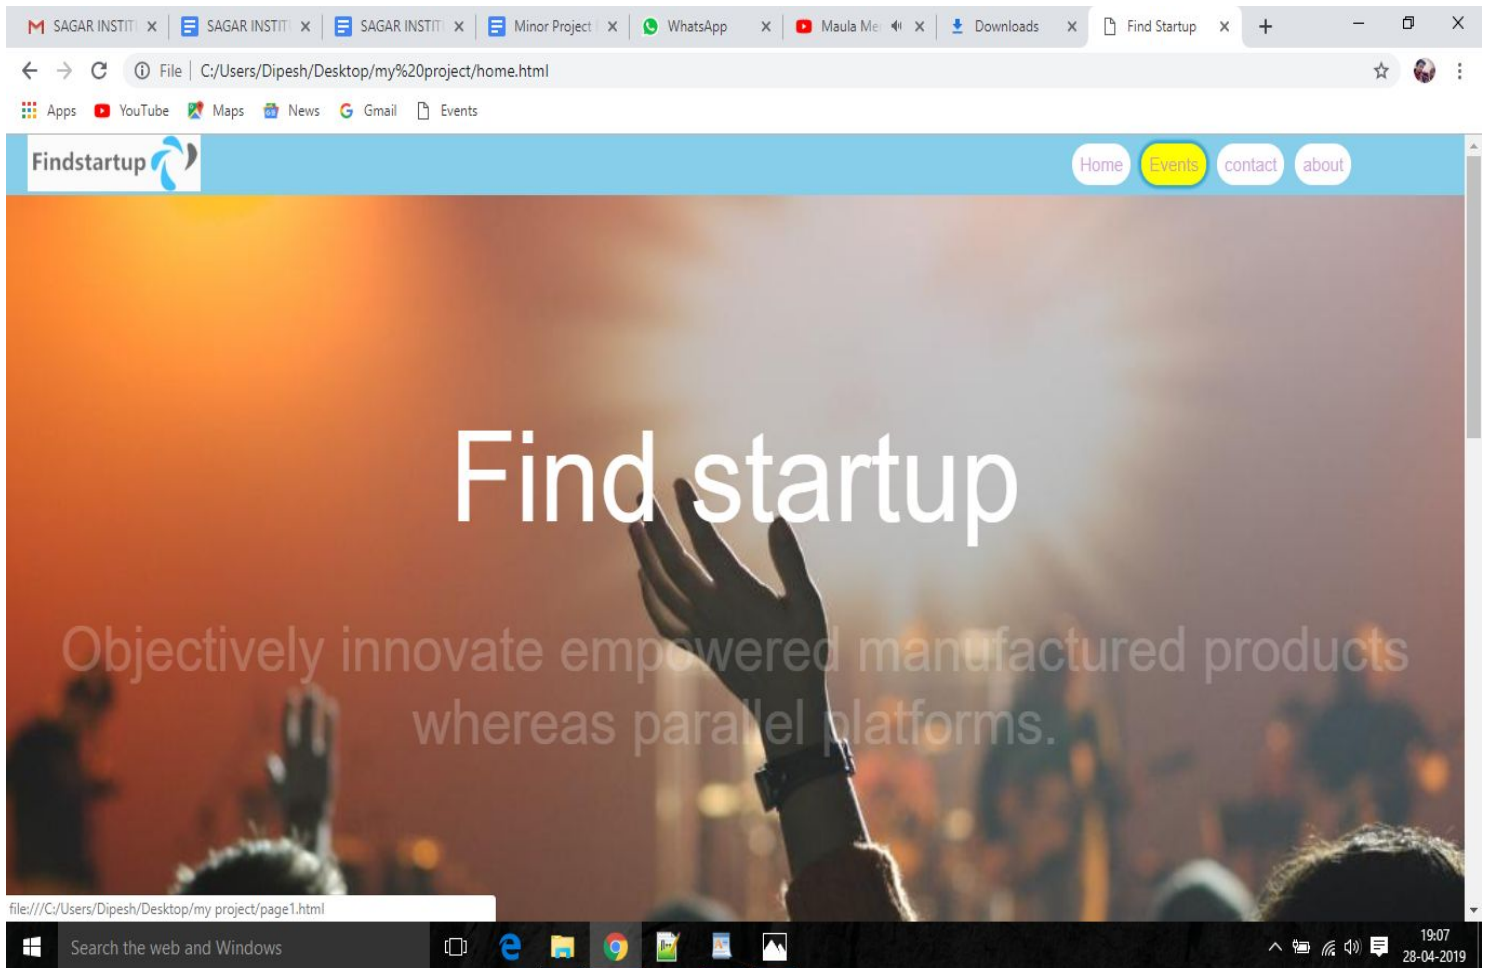 SAGAR INSTIT
SAGAR INSTIT
SAGAR INSTIT
Minor Project
WhatsApp
Maula Me
Downloads
Find Startup
File
C:/Users/Dipesh/Desktop/my%20project/home.html
Apps
YouTube
Maps
News
Gmail
Events
Findstartup
Home
Events
contact
about
Find startup
Objectively innovate empowered manufactured products
whereas parallel platforms.
file:///C:/Users/Dipesh/Desktop/my project/page1.html
Search the web and Windows
19:07
28-04-2019